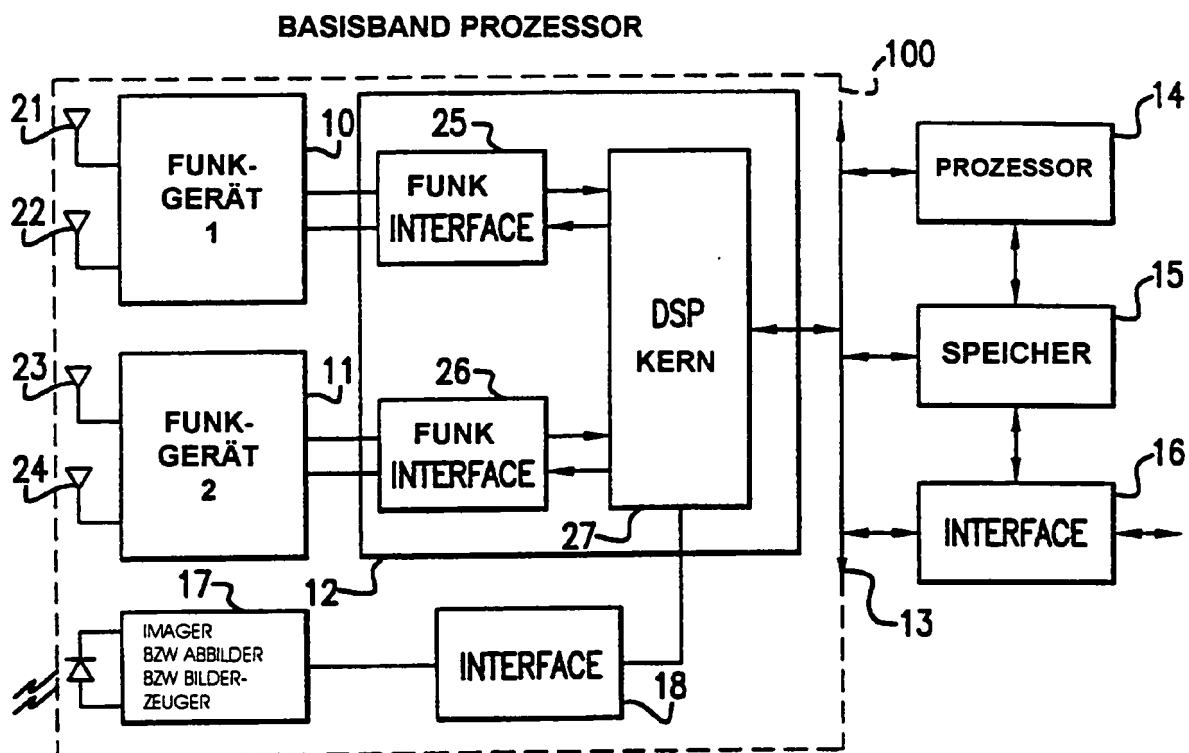 BASISBAND PROZESSOR
100
21
10
25
14
FUNK-
GERÄT
1
FUNK
INTERFACE
PROZESSOR
22
DSP
KERN
15
SPEICHER
23
11
26
FUNK-
GERÄT
2
FUNK
INTERFACE
24
16
INTERFACE
27
12
13
17
IMAGER
BZW ABBILDER
BZW BILDER-
ZEUGER
INTERFACE
18